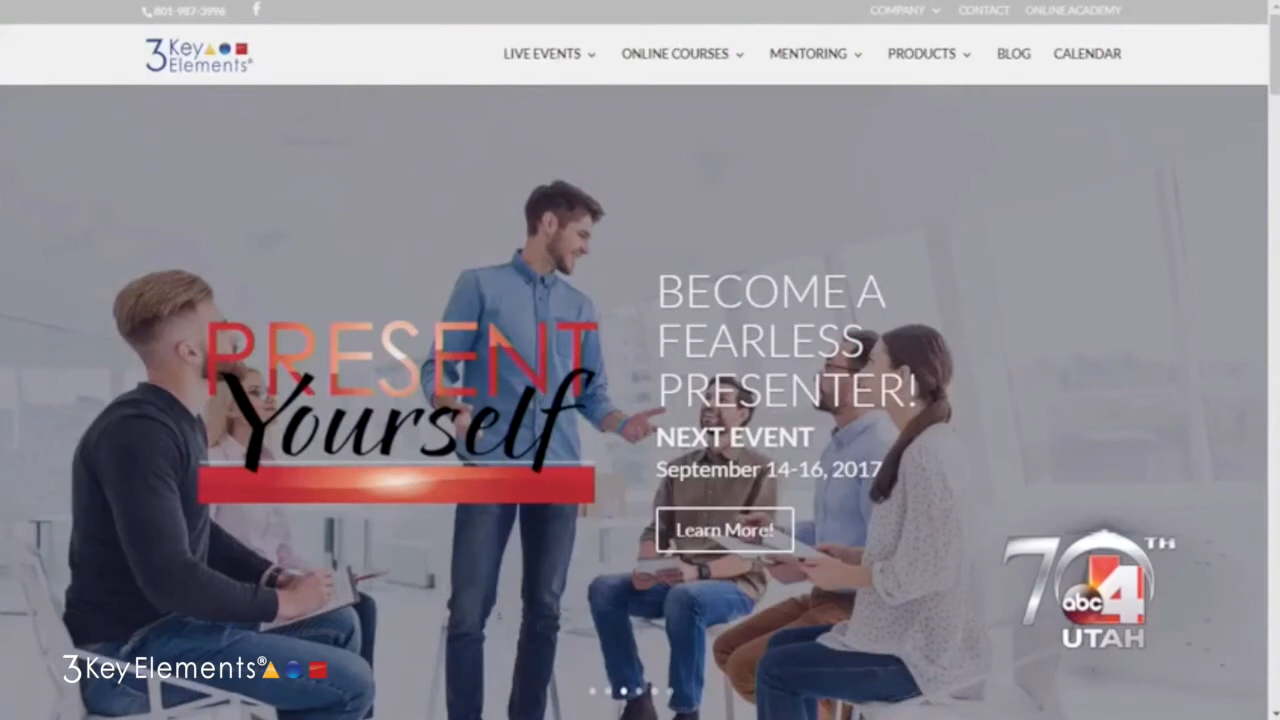 801-987-3996
COMPANY CONTACT ONLINE ACADEMY
3 Key Elements®
LIVE EVENTS ONLINE COURSES MENTORING PRODUCTS BLOG CALENDAR
PRESENT
Yourself
BECOME A
FEARLESS
PRESENTER!
NEXT EVENT
September 14-16, 2017
Learn More!
70TH
abc 4
UTAH
3 Key Elements®